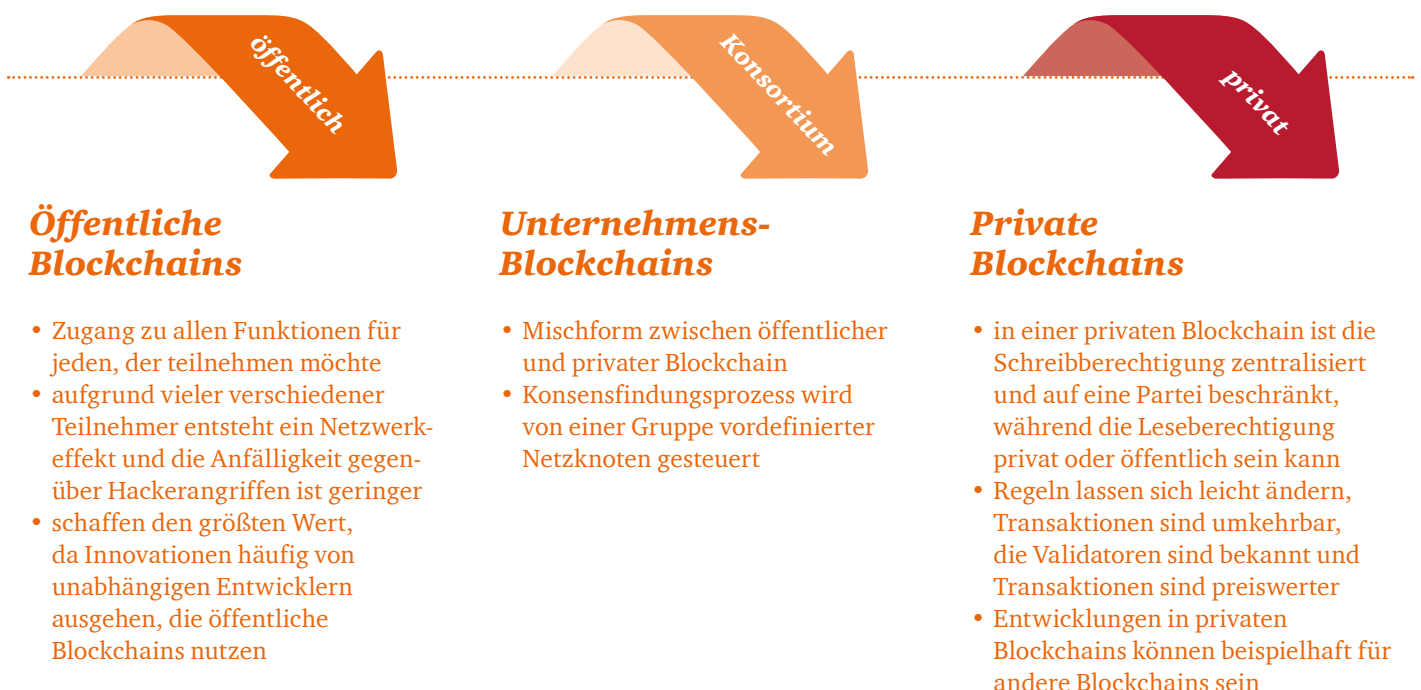 öffentlich
Konsortium
privat
Öffentliche
Blockchains
• Zugang zu allen Funktionen für
jeden, der teilnehmen möchte
• aufgrund vieler verschiedener
Teilnehmer entsteht ein Netzwerk-
effekt und die Anfälligkeit gegen-
über Hackerangriffen ist geringer
• schaffen den größten Wert,
da Innovationen häufig von
unabhängigen Entwicklern
ausgehen, die öffentliche
Blockchains nutzen
Unternehmens-
Blockchains
• Mischform zwischen öffentlicher
und privater Blockchain
• Konsensfindungsprozess wird
von einer Gruppe vordefinierter
Netzknoten gesteuert
Private
Blockchains
• in einer privaten Blockchain ist die
Schreibberechtigung zentralisiert
und auf eine Partei beschränkt,
während die Leseberechtigung
privat oder öffentlich sein kann
• Regeln lassen sich leicht ändern,
Transaktionen sind umkehrbar,
die Validatoren sind bekannt und
Transaktionen sind preiswerter
• Entwicklungen in privaten
Blockchains können beispielhaft für
andere Blockchains sein